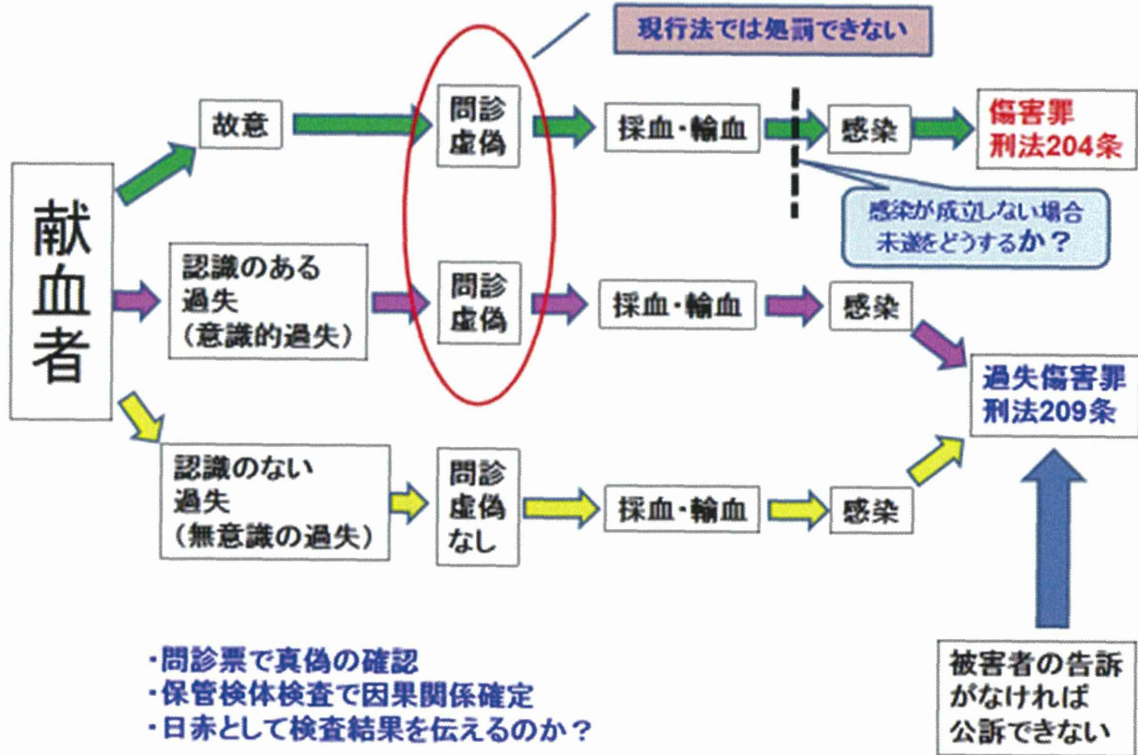 現行法では処罰できない
献血者
故意
問診
虚偽
採血・輸血
感染
傷害罪
刑法204条
感染が成立しない場合
未遂をどうするか？
認識のある
過失
(意識的過失)
問診
虚偽
採血・輸血
感染
過失傷害罪
刑法209条
認識のない
過失
(無意識の過失)
問診
虚偽
なし
採血・輸血
感染
・問診票で真偽の確認
・保管検体検査で因果関係確定
・日赤として検査結果を伝えるのか？
被害者の告訴
がなければ
公訴できない